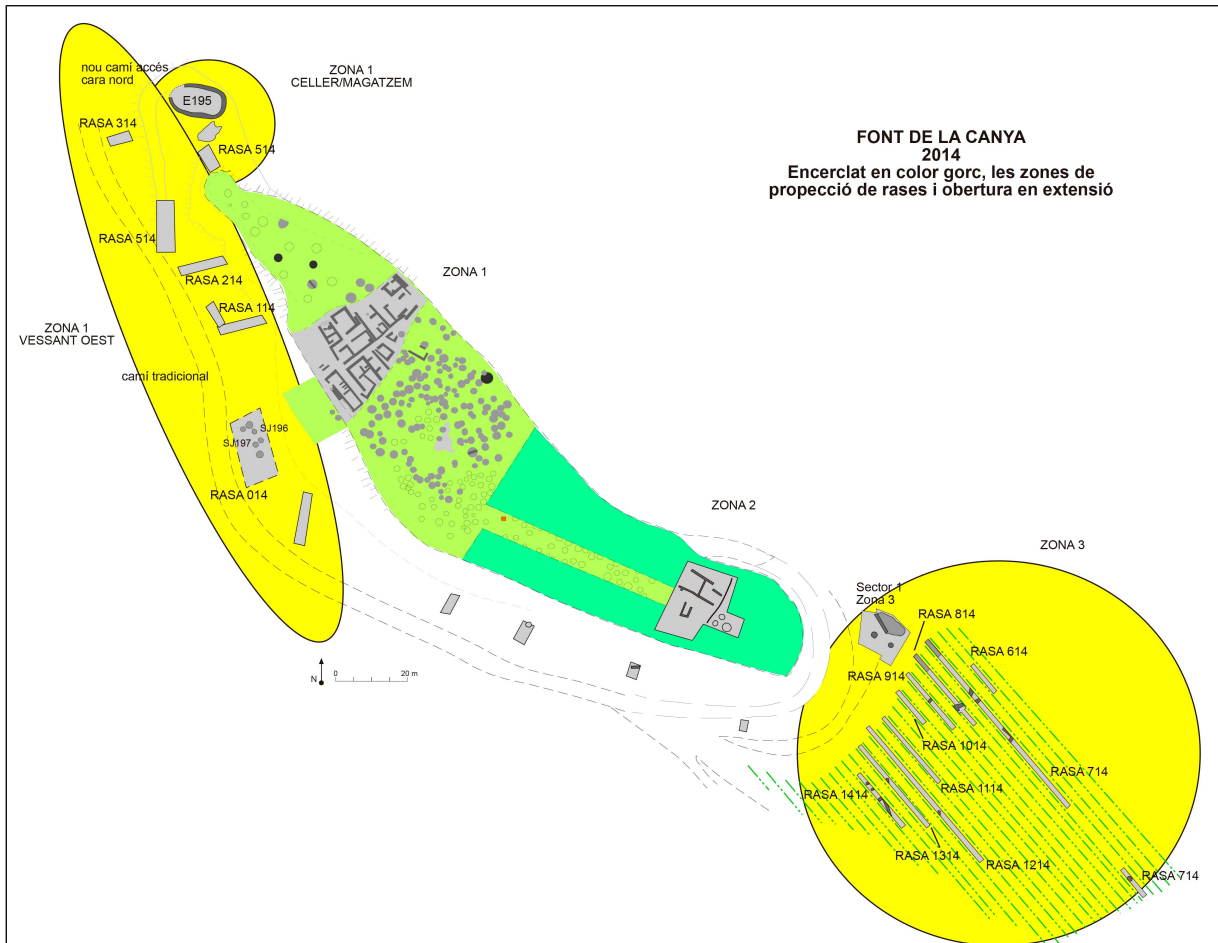 nou camí accés
cara nord
ZONA 1
CELLER/MAGATZEM
E195
RASA 314
RASA 514
FONT DE LA CANYA
2014
Encerclat en color gorc, les zones de
propecció de rases i obertura en extensió
RASA 514
RASA 214
ZONA 1
RASA 114
ZONA 1
VESSANT OEST
camí tradicional
SJ196
SJ197
RASA 014
ZONA 2
ZONA 3
Sector 1
Zona 3
RASA 814
RASA 614
RASA 914
N
0
20 m
RASA 1014
RASA 714
RASA 1114
RASA 1414
RASA 1314
RASA 1214
RASA 714